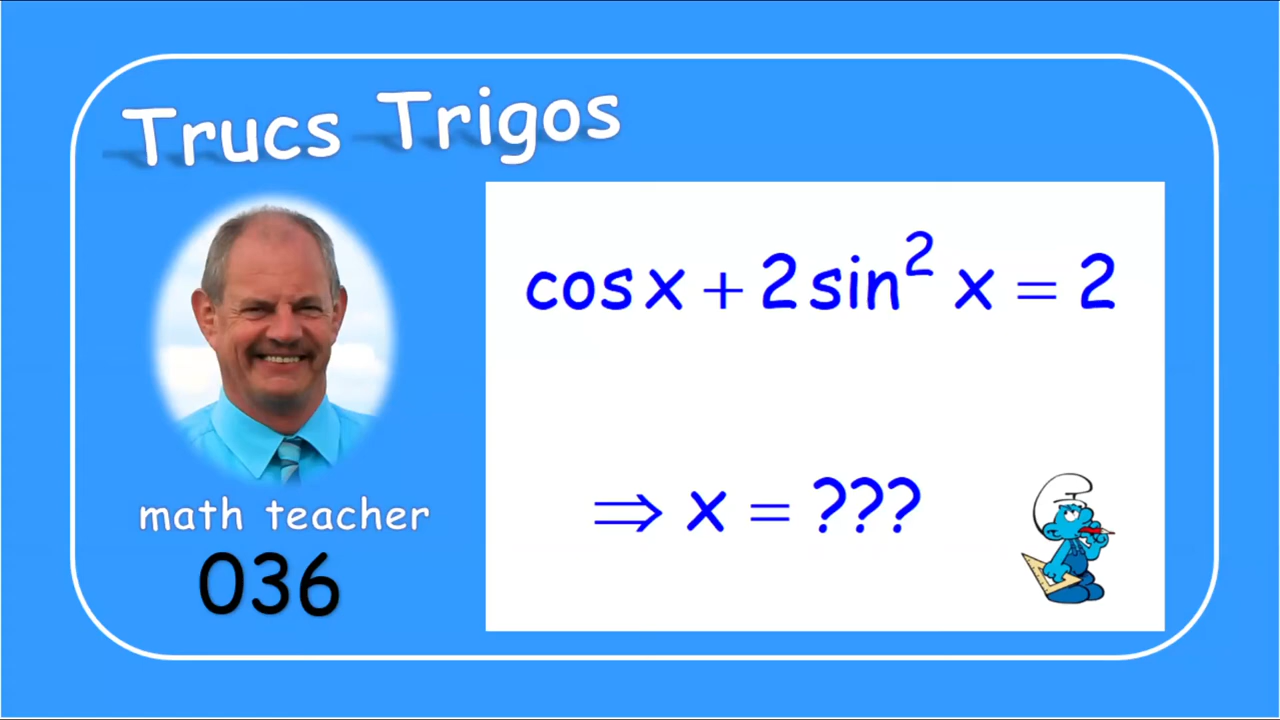 Trucs Trigos
cos x + 2 sin² x = 2
⇒ x = ???
math teacher
036